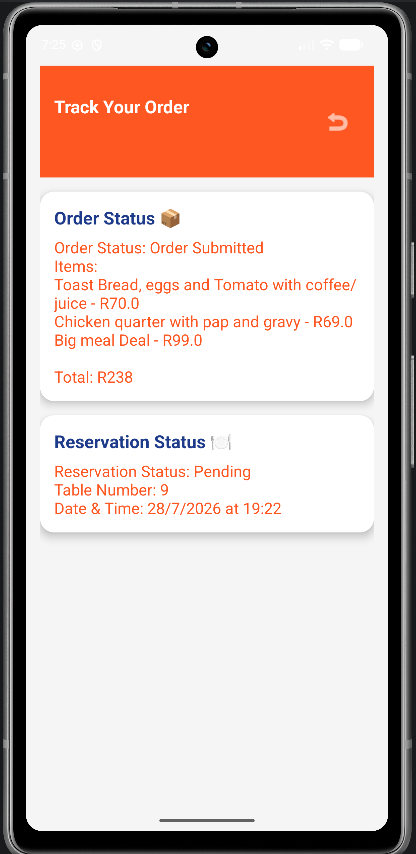 7:25
Track Your Order
Order Status 📦
Order Status: Order Submitted
Items:
Toast Bread, eggs and Tomato with coffee/
juice - R70.0
Chicken quarter with pap and gravy - R69.0
Big meal Deal - R99.0
Total: R238
Reservation Status 🍽️
Reservation Status: Pending
Table Number: 9
Date & Time: 28/7/2026 at 19:22